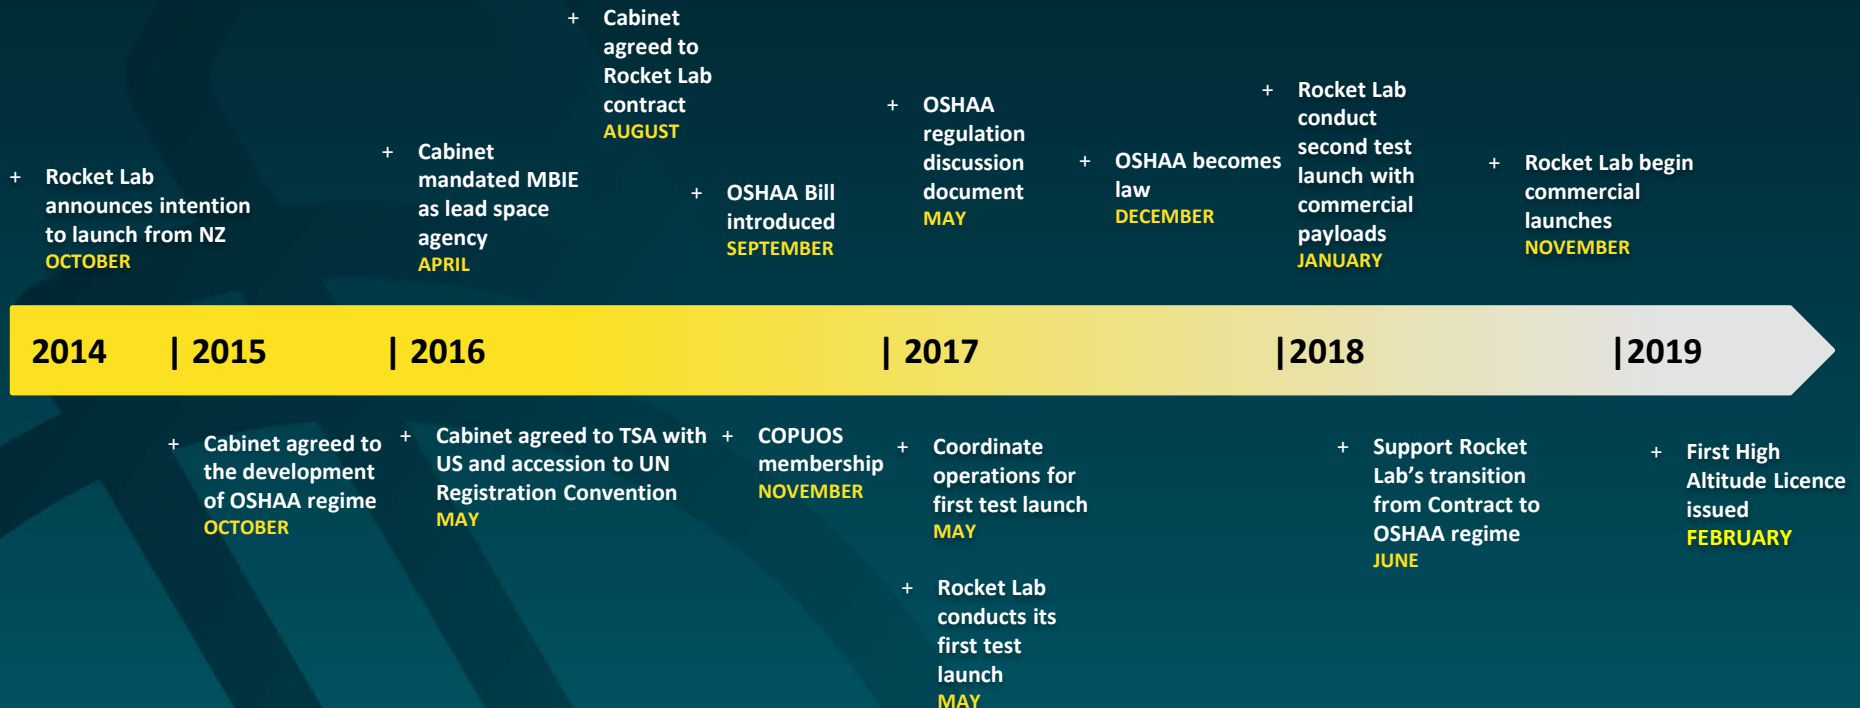 + Cabinet
agreed to
Rocket Lab
contract
AUGUST
+ Rocket Lab
announces intention
to launch from NZ
OCTOBER
+ Cabinet
mandated MBIE
as lead space
agency
APRIL
+ OSHAA Bill
introduced
SEPTEMBER
+ OSHAA
regulation
discussion
document
MAY
+ OSHAA becomes
law
DECEMBER
+ Rocket Lab
conduct
second test
launch with
commercial
payloads
JANUARY
+ Rocket Lab begin
commercial
launches
NOVEMBER
2014 | 2015 | 2016 | 2017 |2018 |2019
+ Cabinet agreed to
the development
of OSHAA regime
OCTOBER
+ Cabinet agreed to TSA with
US and accession to UN
Registration Convention
MAY
+ COPUOS
membership
NOVEMBER
+ Coordinate
operations for
first test launch
MAY
+ Rocket Lab
conducts its
first test
launch
MAY
+ Support Rocket
Lab's transition
from Contract to
OSHAA regime
JUNE
+ First High
Altitude Licence
issued
FEBRUARY